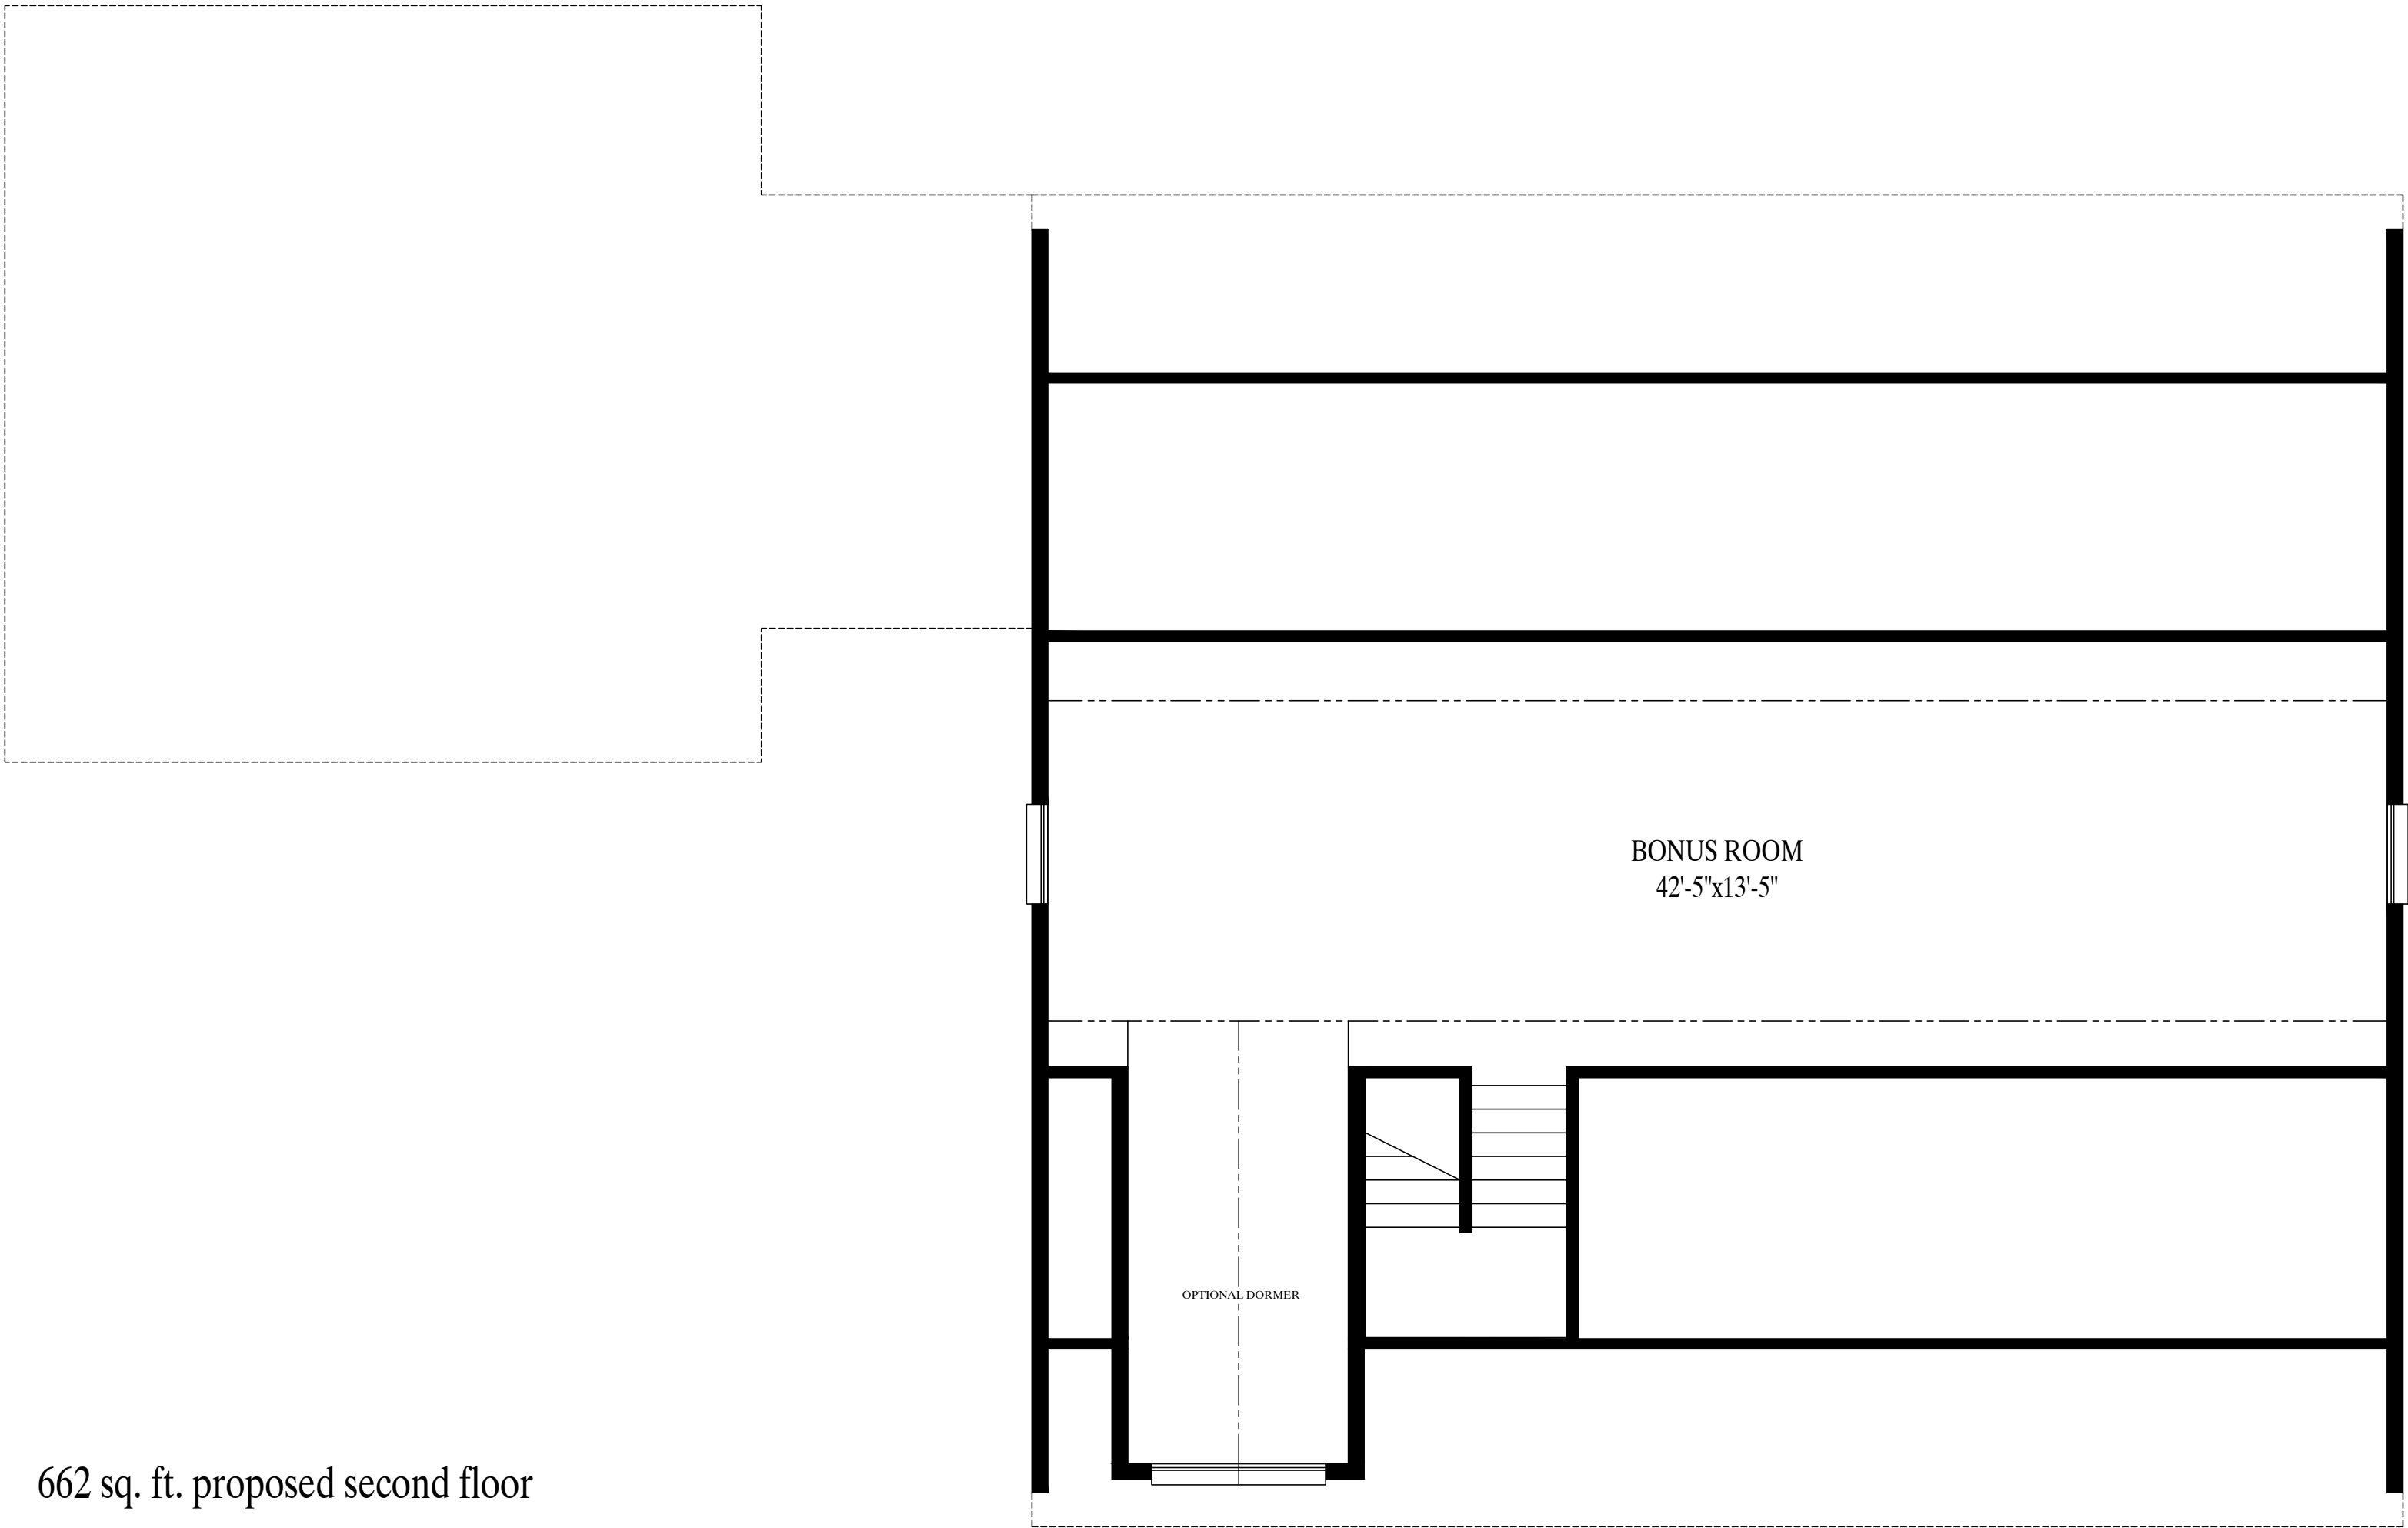 BONUS ROOM
42'-5"x13'-5"
OPTIONAL DORMER
662 sq. ft. proposed second floor